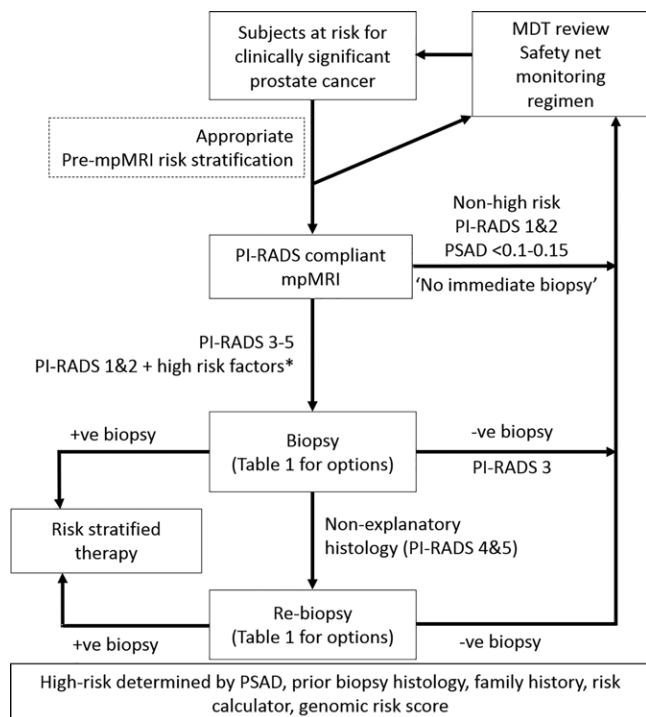 Subjects at risk for
clinically significant
prostate cancer
MDT review
Safety net
monitoring
regimen
Appropriate
Pre-mpMRI risk stratification
Non-high risk
PI-RADS 1&2
PSAD <0.1-0.15
PI-RADS compliant
mpMRI
‘No immediate biopsy’
PI-RADS 3-5
PI-RADS 1&2 + high risk factors*
+ve biopsy
Biopsy
(Table 1 for options)
-ve biopsy
PI-RADS 3
Risk stratified
therapy
Non-explanatory
histology (PI-RADS 4&5)
Re-biopsy
(Table 1 for options)
+ve biopsy
-ve biopsy
High-risk determined by PSAD, prior biopsy histology, family history, risk
calculator, genomic risk score